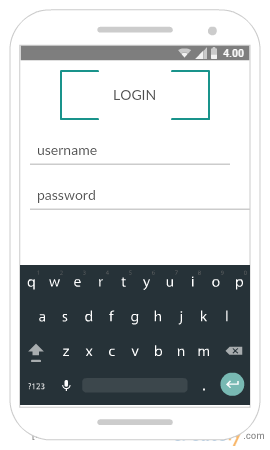 4.00
LOGIN
username
password
1 2 3 4 5 6 7 8 9 0
q w e r t y u i o p
a s d f g h j k l
z x c v b n m
?123 .
.com